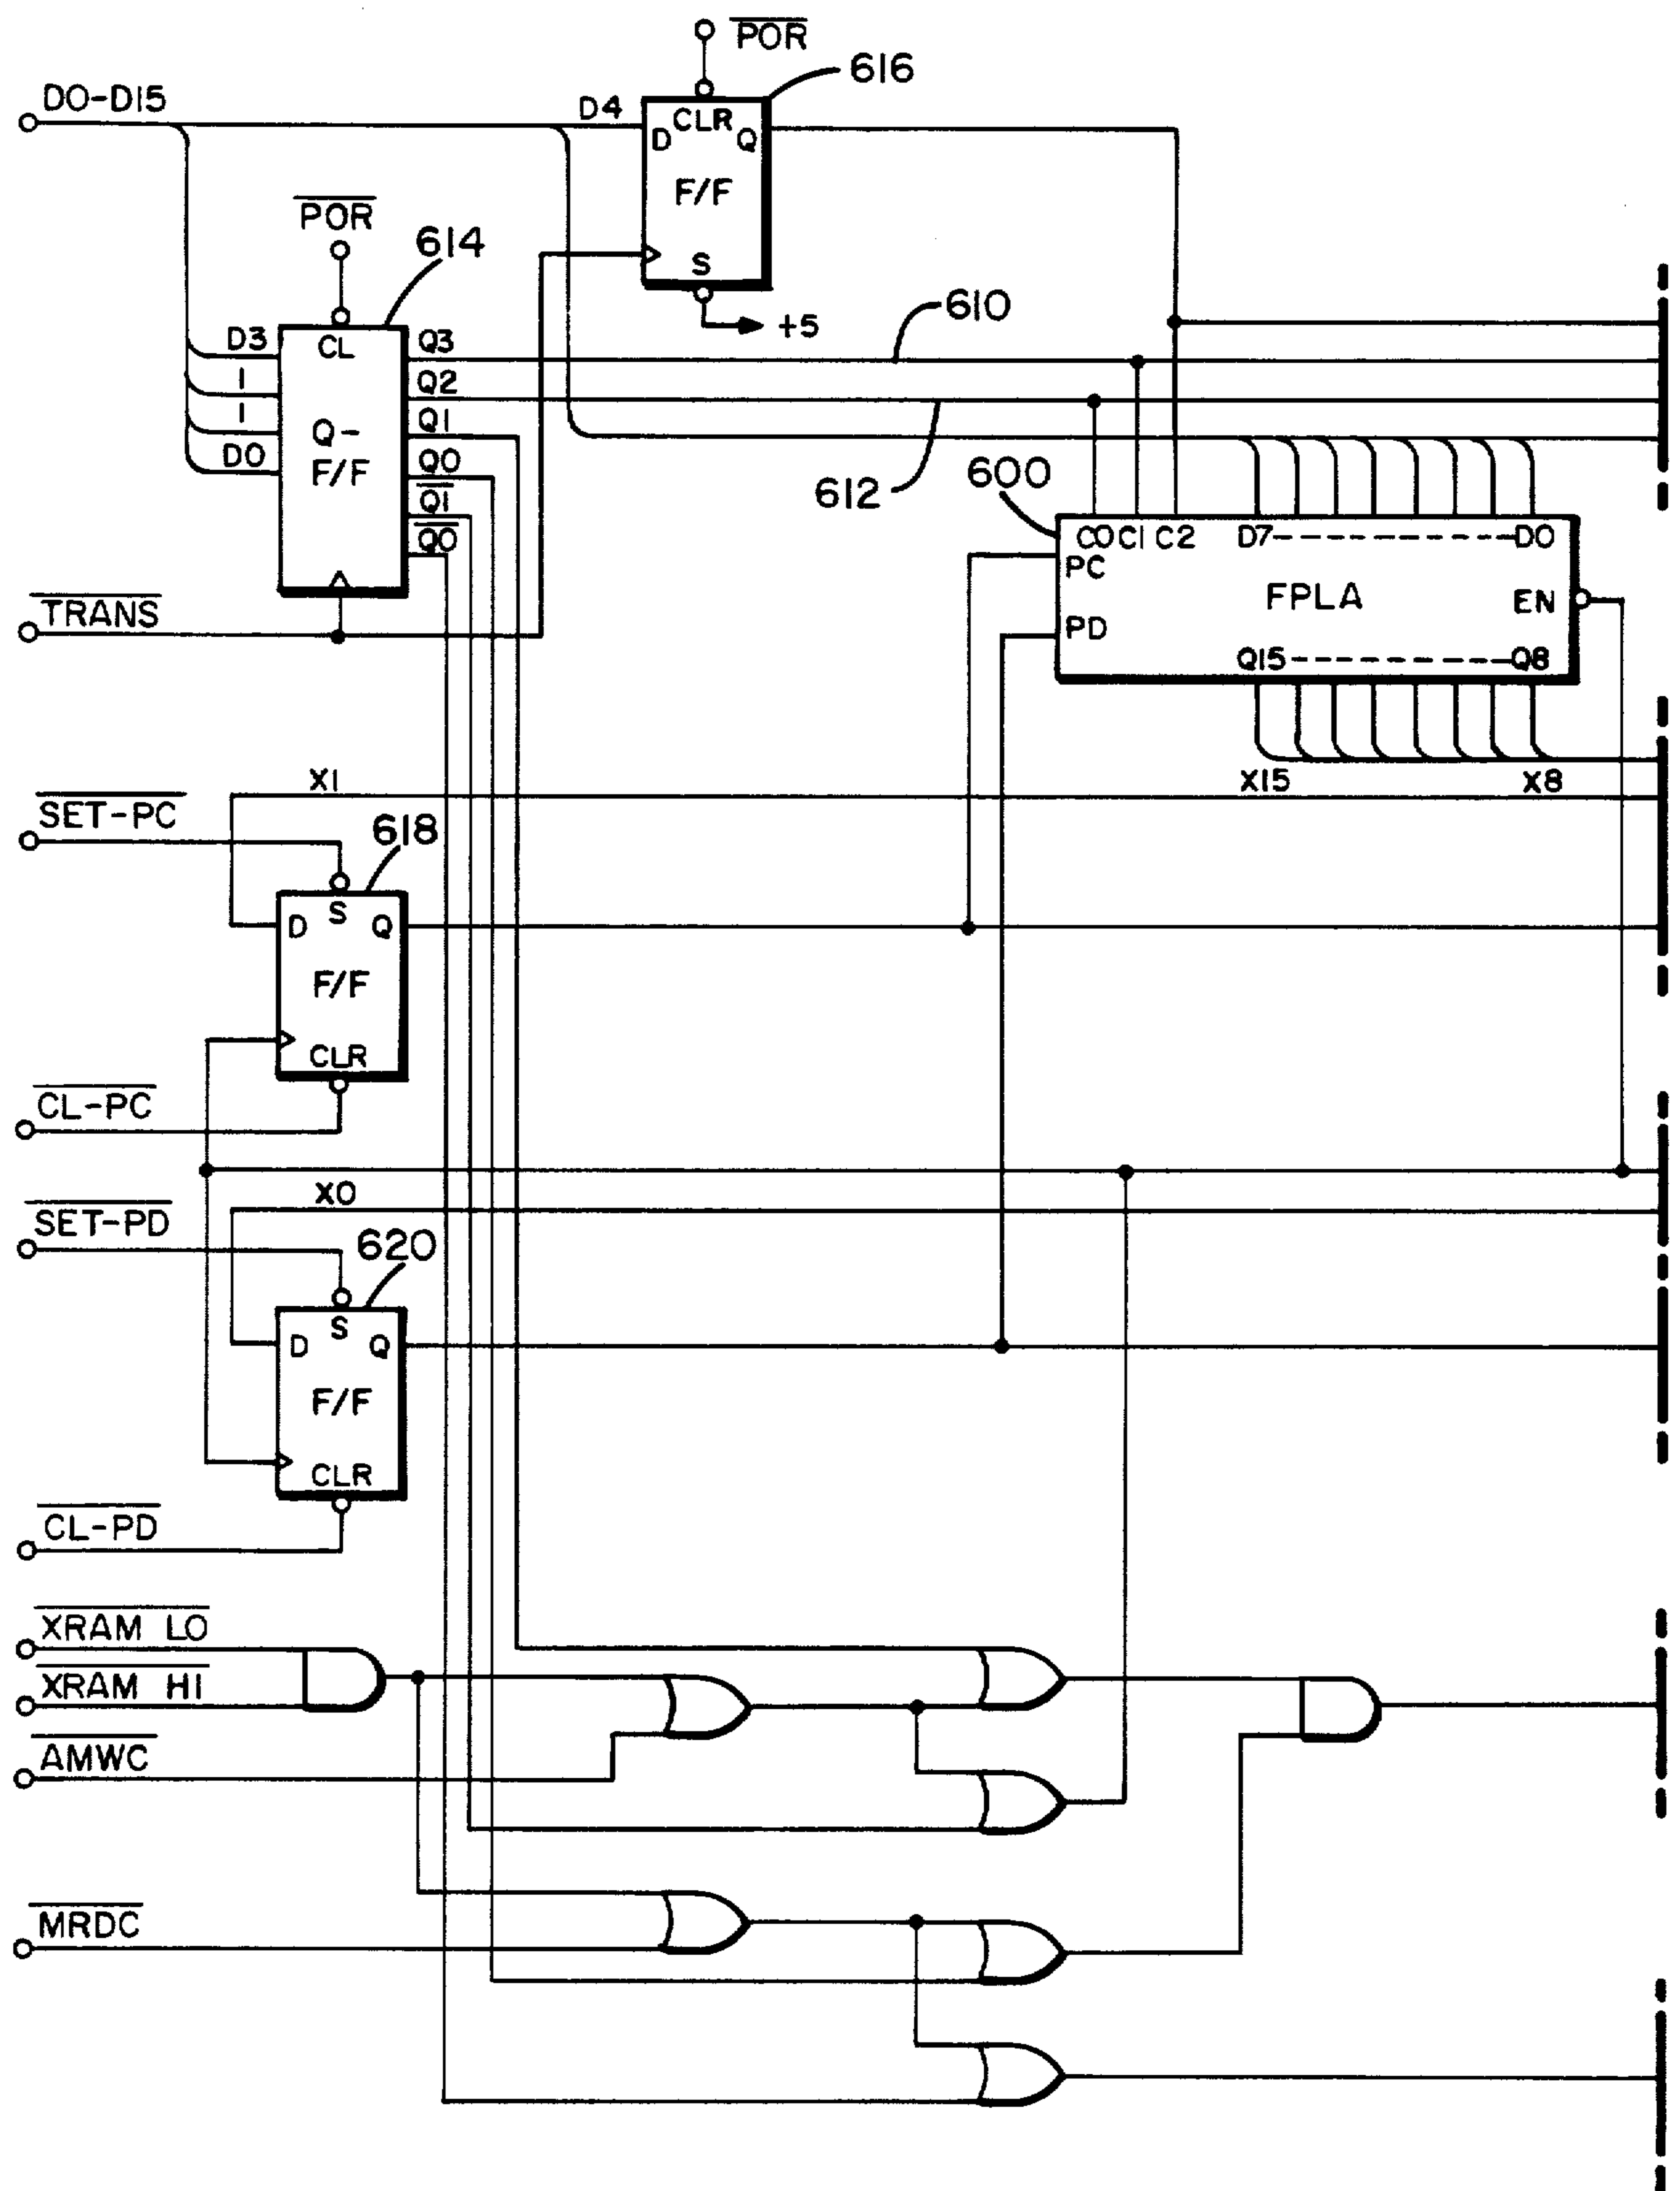 POR
616
D0-D15
D4
CLR
D
Q
F/F
S
+5
POR
614
610
D3
CL
Q3
Q2
Q-
Q1
D0
F/F
Q0
Q1
Q0
612
600
C0 C1 C2 D7----------D0
PC
FPLA
EN
PD
Q15----------Q8
TRANS
X1
X15
X8
SET-PC
618
S
D
Q
F/F
CLR
CL-PC
X0
SET-PD
620
S
D
Q
F/F
CLR
CL-PD
XRAM LO
XRAM HI
AMWC
MRDC